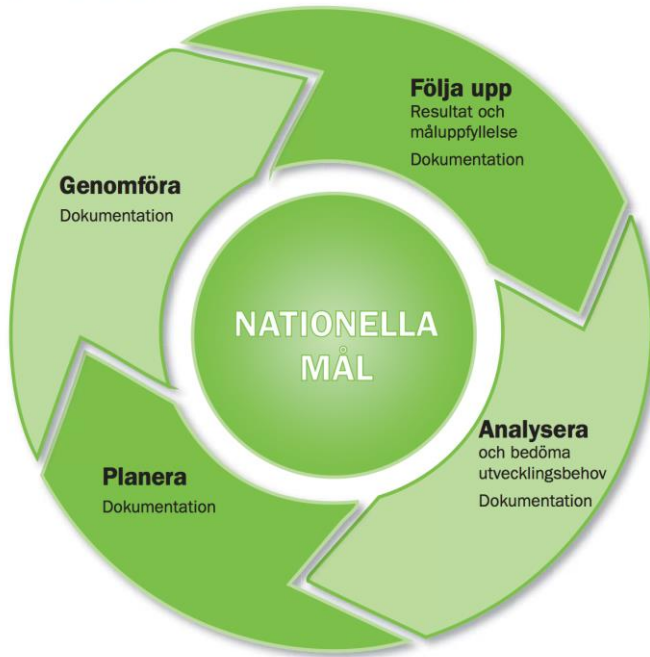 Följa upp
Resultat och
måluppfyllelse
Dokumentation
Genomföra
Dokumentation
NATIONELLA
MÅL
Analysera
och bedöma
utvecklingsbehov
Dokumentation
Planera
Dokumentation